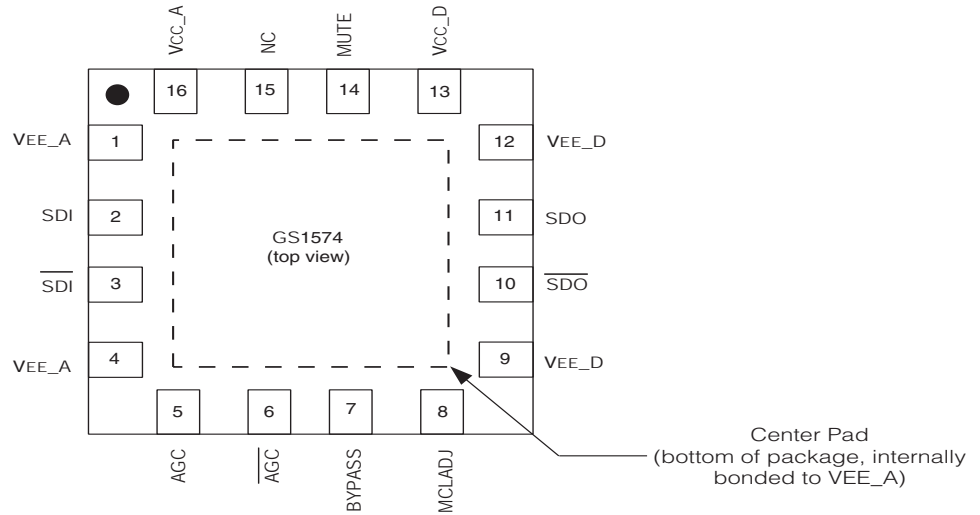 VCC_A
NC
MUTE
VCC_D
16
15
14
13
VEE_A
1
12
VEE_D
SDI
2
11
SDO
GS1574
(top view)
SDI
3
10
SDO
VEE_A
4
9
VEE_D
5
6
7
8
AGC
AGC
BYPASS
MCLADJ
Center Pad
(bottom of package, internally
bonded to VEE_A)